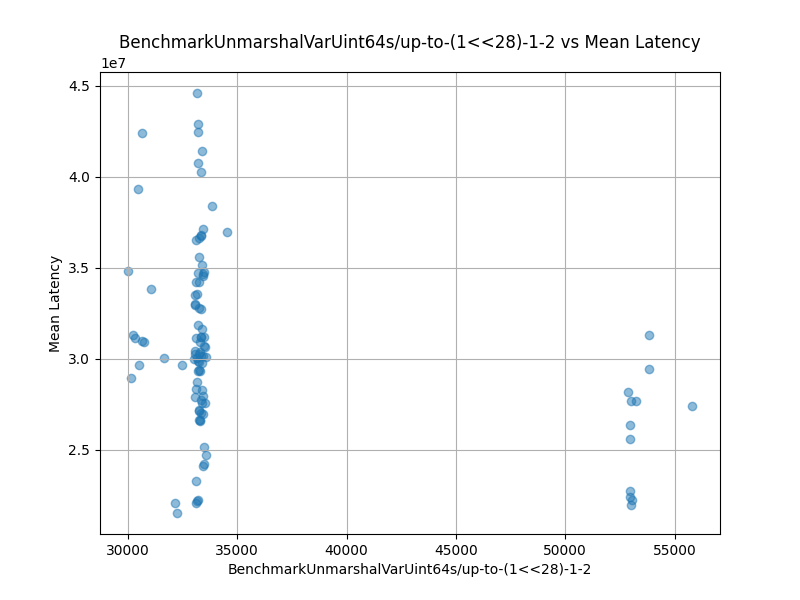 BenchmarkUnmarshalVarUint64s/up-to-(1<<28)-1-2 vs Mean Latency
1e7
4.5
4.0
3.5
3.0
2.5
Mean Latency
30000 35000 40000 45000 50000 55000
BenchmarkUnmarshalVarUint64s/up-to-(1<<28)-1-2